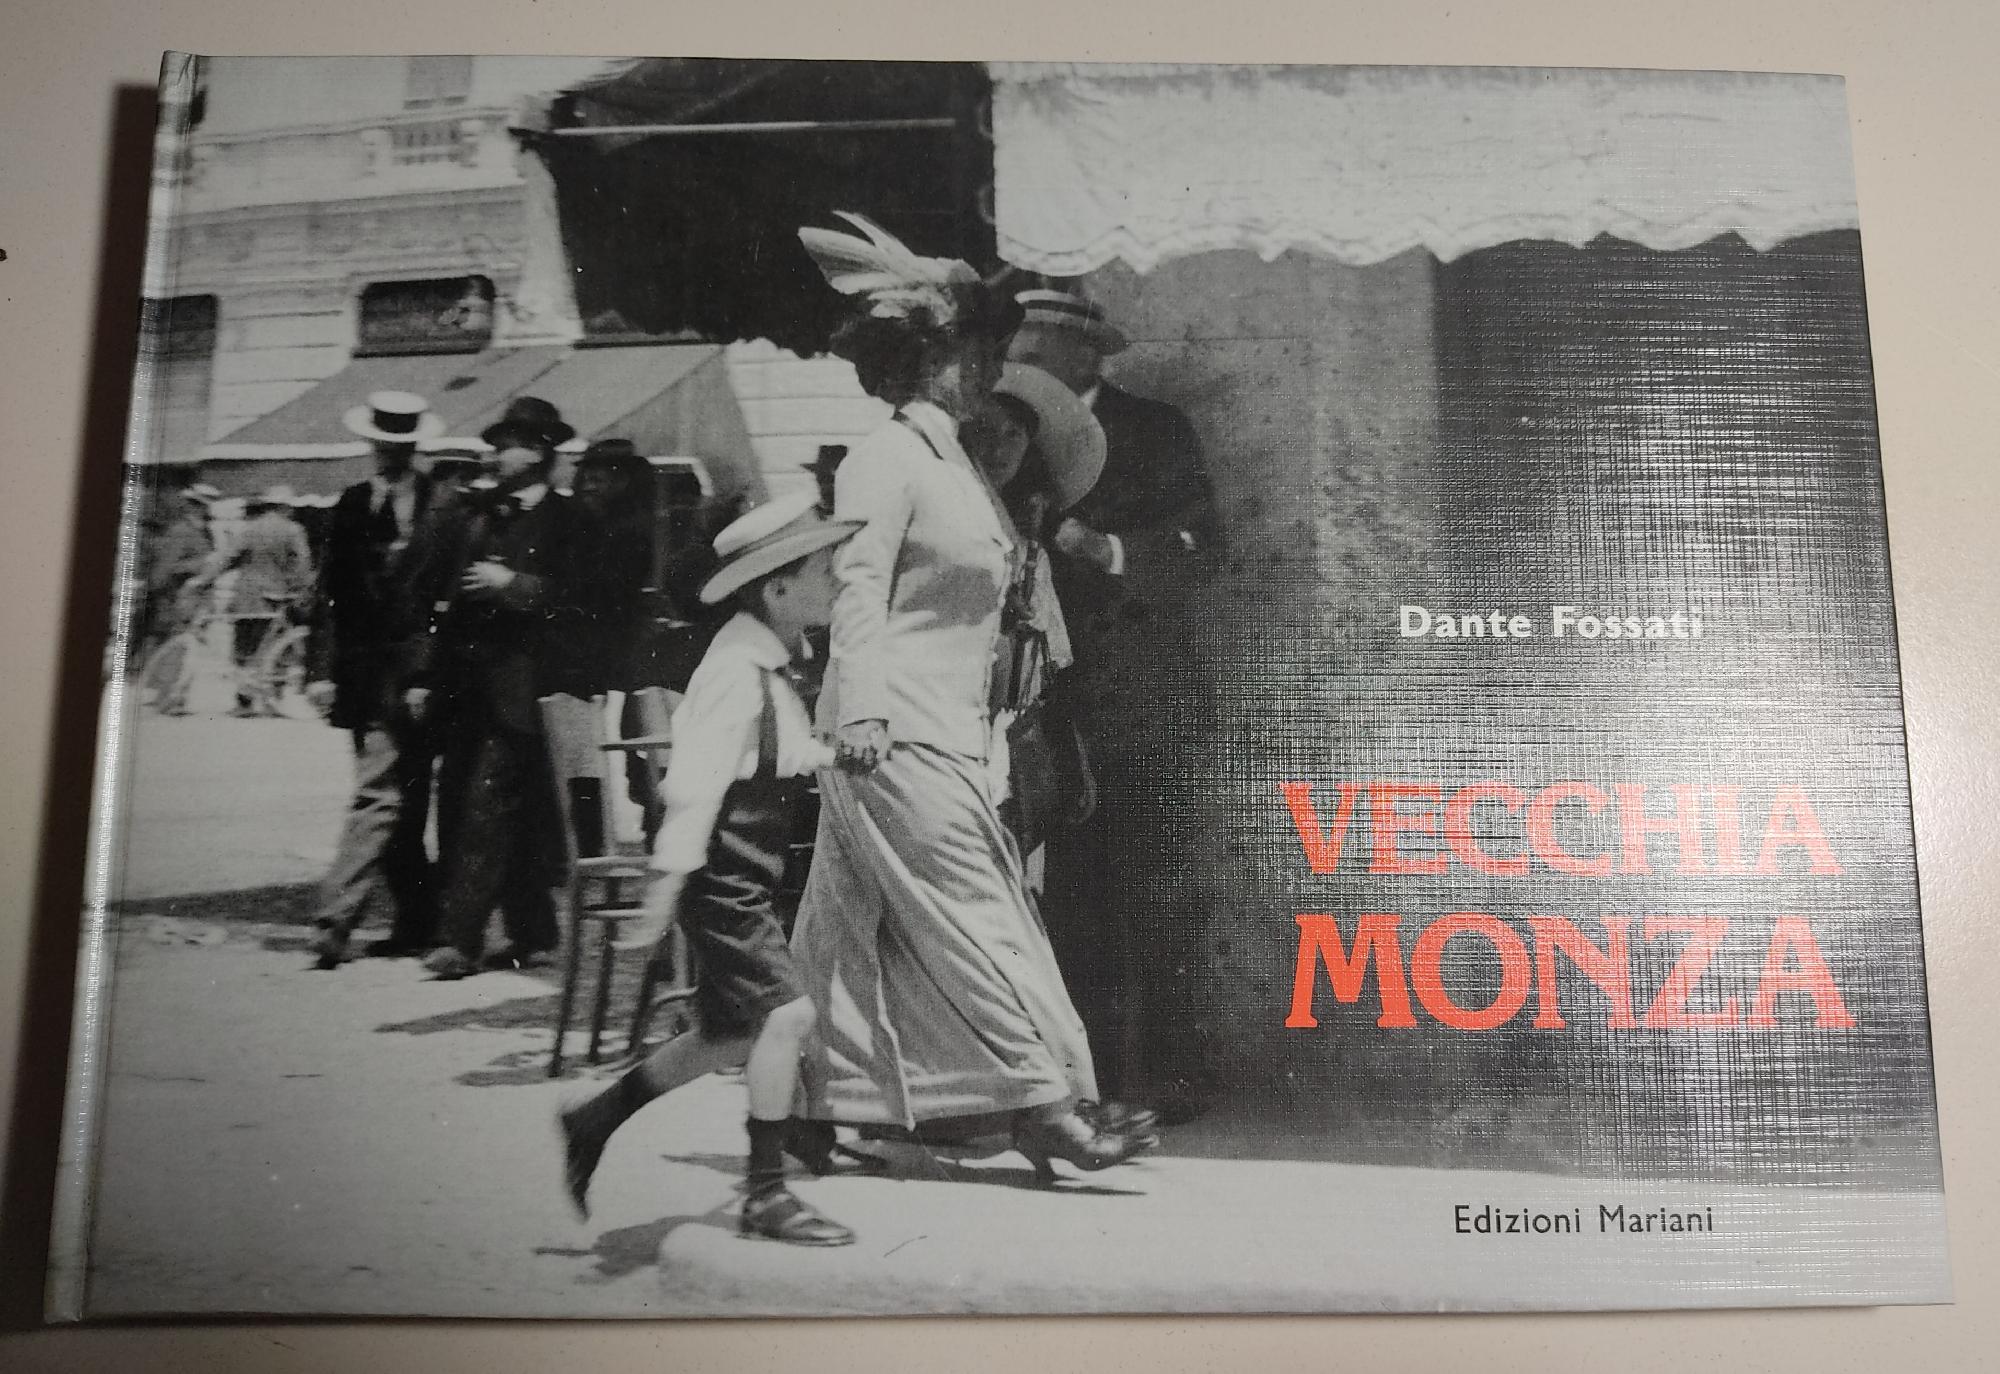 Dante Fossati
VECCHIA
MONZA
Edizioni Mariani